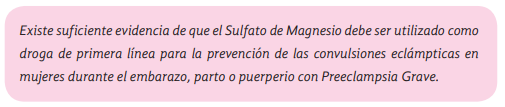 Existe suficiente evidencia de que el Sulfato de Magnesio debe ser utilizado como
droga de primera línea para la prevención de las convulsiones eclámpticas en
mujeres durante el embarazo, parto o puerperio con Preeclampsia Grave.